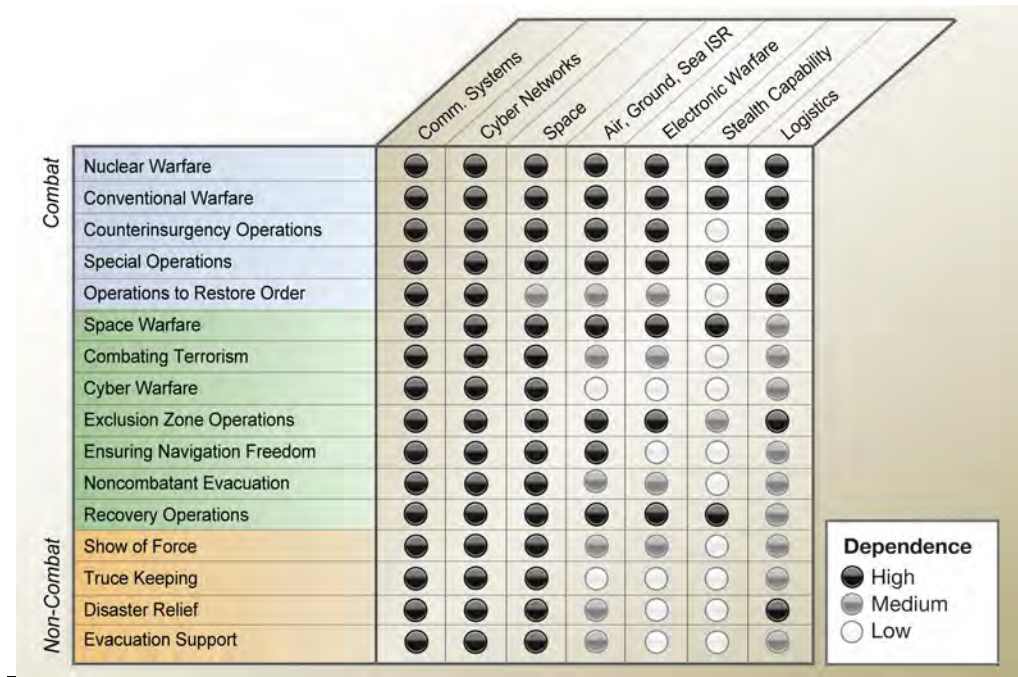 Comm. Systems
Cyber Networks
Space
Air, Ground, Sea ISR
Electronic Warfare
Stealth Capability
Logistics
Combat
Nuclear Warfare
Conventional Warfare
Counterinsurgency Operations
Special Operations
Operations to Restore Order
Space Warfare
Combating Terrorism
Cyber Warfare
Exclusion Zone Operations
Ensuring Navigation Freedom
Noncombatant Evacuation
Recovery Operations
Non-Combat
Show of Force
Truce Keeping
Disaster Relief
Evacuation Support
Dependence
High
Medium
Low